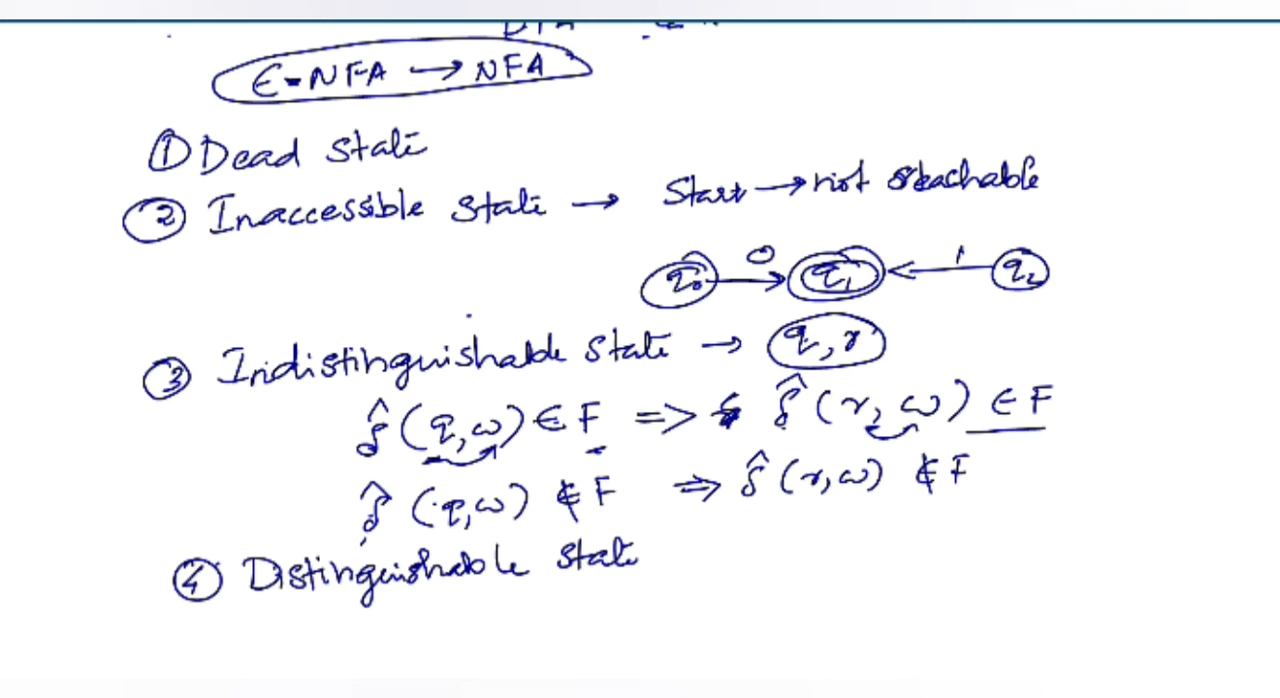 ε-NFA → NFA
① Dead state
② Inaccessible state → Start → not reachable
q₀ 0 q₁ 1 q₂
③ Indistinguishable state → q, r
δ̂(q, ω) ∈ F => δ̂(r, ω) ∈ F
δ̂(q, ω) ∉ F => δ̂(r, ω) ∉ F
④ Distinguishable state